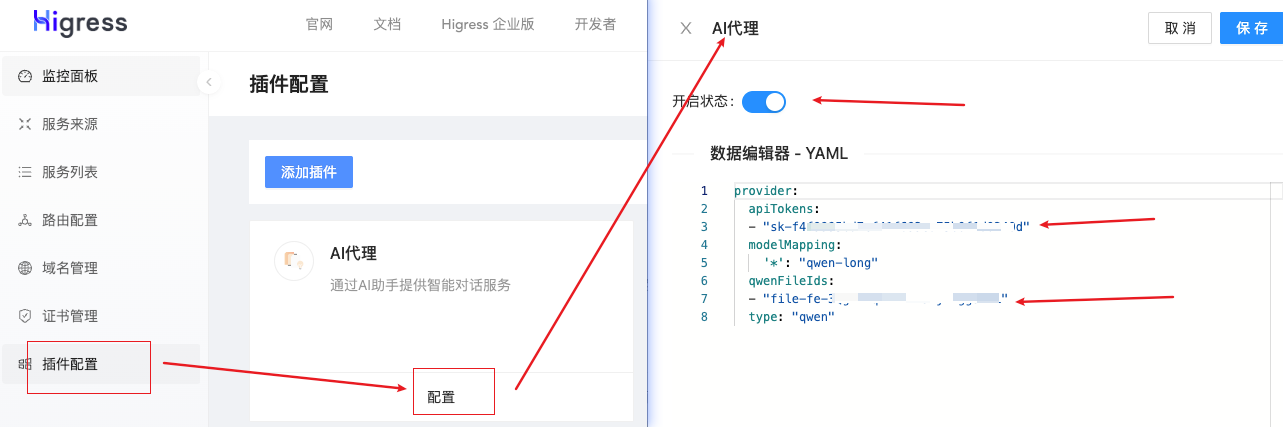 Higress
官网 文档 Higress 企业版 开发者
监控面板
服务来源
服务列表
路由配置
域名管理
证书管理
插件配置
插件配置
添加插件
AI代理
通过AI助手提供智能对话服务
配置
AI代理
取 消 保 存
开启状态：
数据编辑器 - YAML
1 provider:
2 apiTokens:
3 - "sk-f4
4 modelMapping:
5 '*': "qwen-long"
6 qwenFileIds:
7 - "file-fe-3
8 type: "qwen"